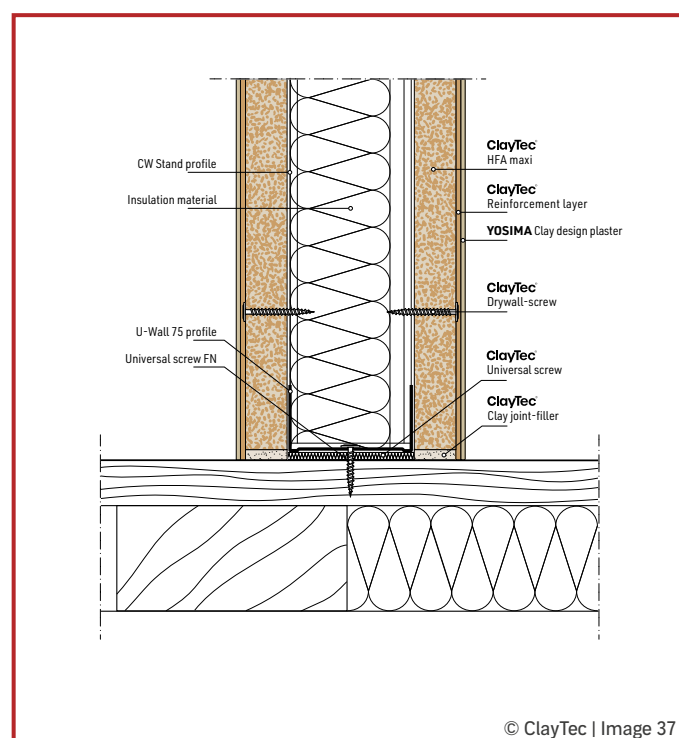 CW Stand profile
Insulation material
U-Wall 75 profile
Universal screw FN
ClayTec
HFA maxi
ClayTec
Reinforcement layer
YOSIMA Clay design plaster
ClayTec
Drywall-screw
ClayTec
Universal screw
ClayTec
Clay joint-filler
© ClayTec | Image 37